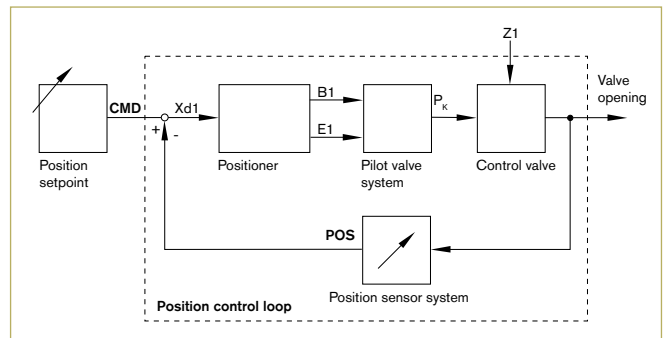 Z1
Valve
opening
CMD
Xd1
B1
E1
PK
+
-
Position
setpoint
Positioner
Pilot valve
system
Control valve
POS
Position sensor system
Position control loop